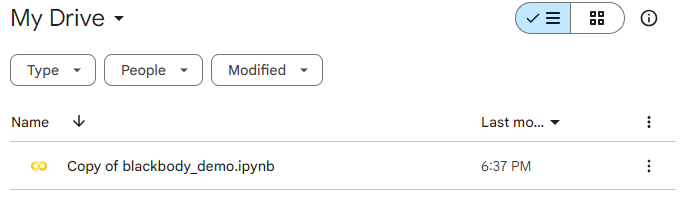 My Drive
Type People Modified
Name Last mo...
Copy of blackbody_demo.ipynb 6:37 PM